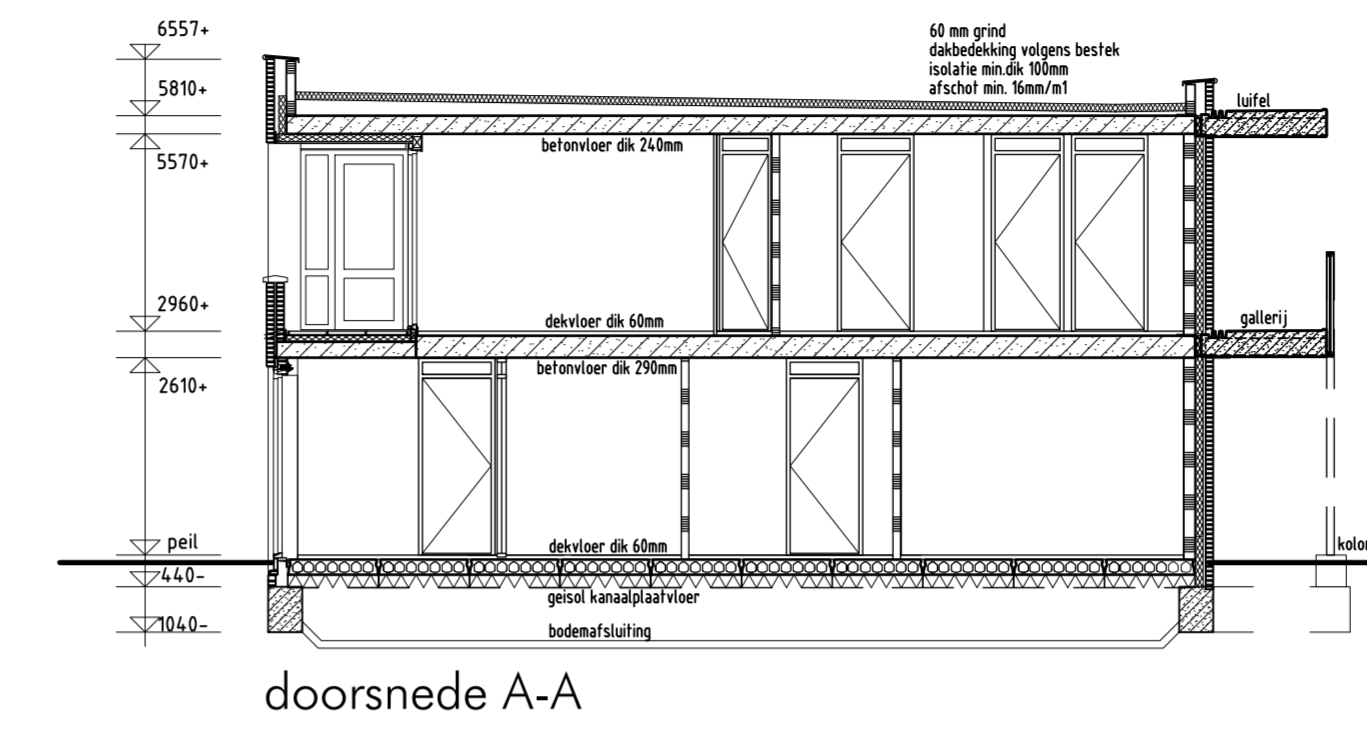 6557+
60 mm grind
dakbedekking volgens bestek
isolatie min.dik 100mm
afschot min. 16mm/m1
5810+
luifel
betonvloer dik 240mm
5570+
2960+
dekvloer dik 60mm
gallerij
betonvloer dik 290mm
2610+
peil
dekvloer dik 60mm
kolo
440-
geisol kanaalplaatvloer
1040-
bodemafsluiting
doorsnede A-A